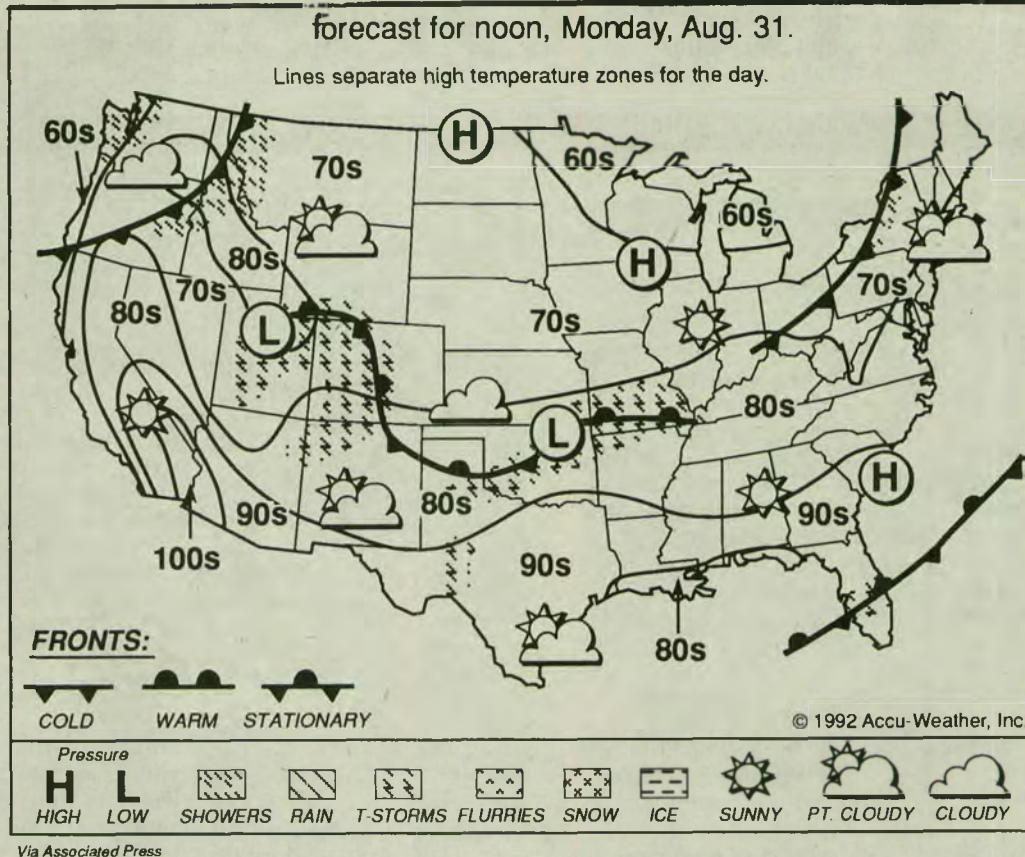 forecast for noon, Monday, Aug. 31.
Lines separate high temperature zones for the day.
60s
H
70s
60s
60s
80s
H
70s
80s
70s
L
70s
80s
L
H
80s
90s
90s
100s
90s
80s
FRONTS:
COLD WARM STATIONARY
© 1992 Accu-Weather, Inc.
Pressure
H L
HIGH LOW SHOWERS RAIN T-STORMS FLURRIES SNOW ICE SUNNY PT. CLOUDY CLOUDY
Via Associated Press